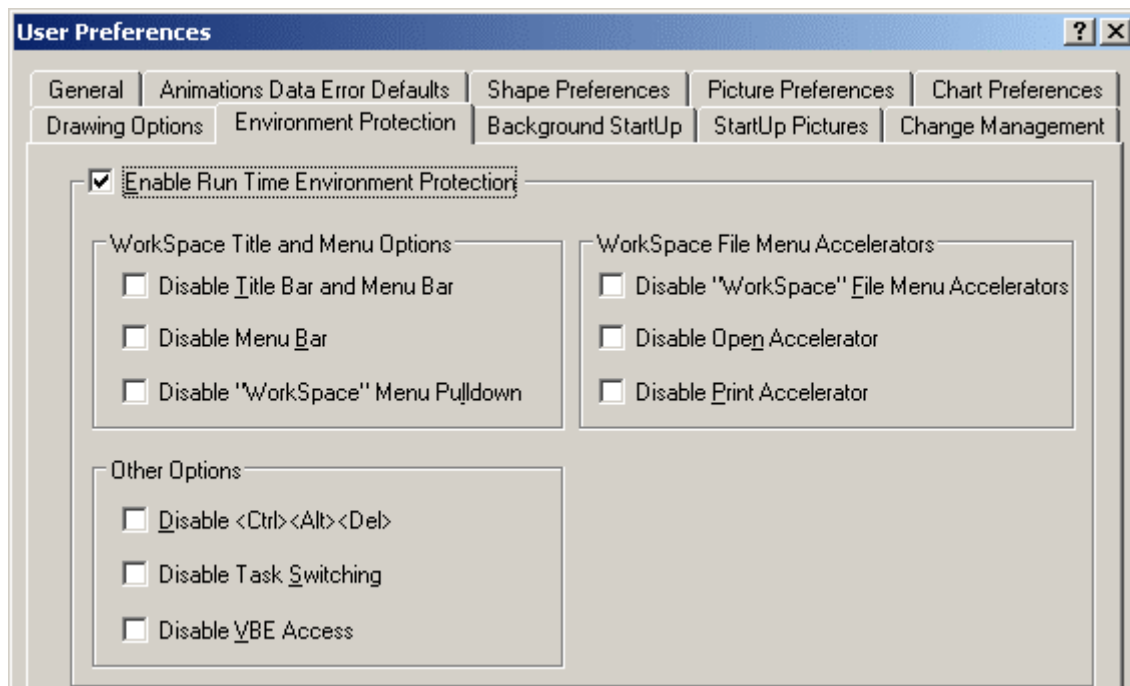 User Preferences
General Animations Data Error Defaults Shape Preferences Picture Preferences Chart Preferences
Drawing Options Environment Protection Background StartUp StartUp Pictures Change Management
Enable Run Time Environment Protection
WorkSpace Title and Menu Options
Disable Title Bar and Menu Bar
Disable Menu Bar
Disable "WorkSpace" Menu Pulldown
WorkSpace File Menu Accelerators
Disable "WorkSpace" File Menu Accelerators
Disable Open Accelerator
Disable Print Accelerator
Other Options
Disable <Ctrl><Alt><Del>
Disable Task Switching
Disable VBE Access